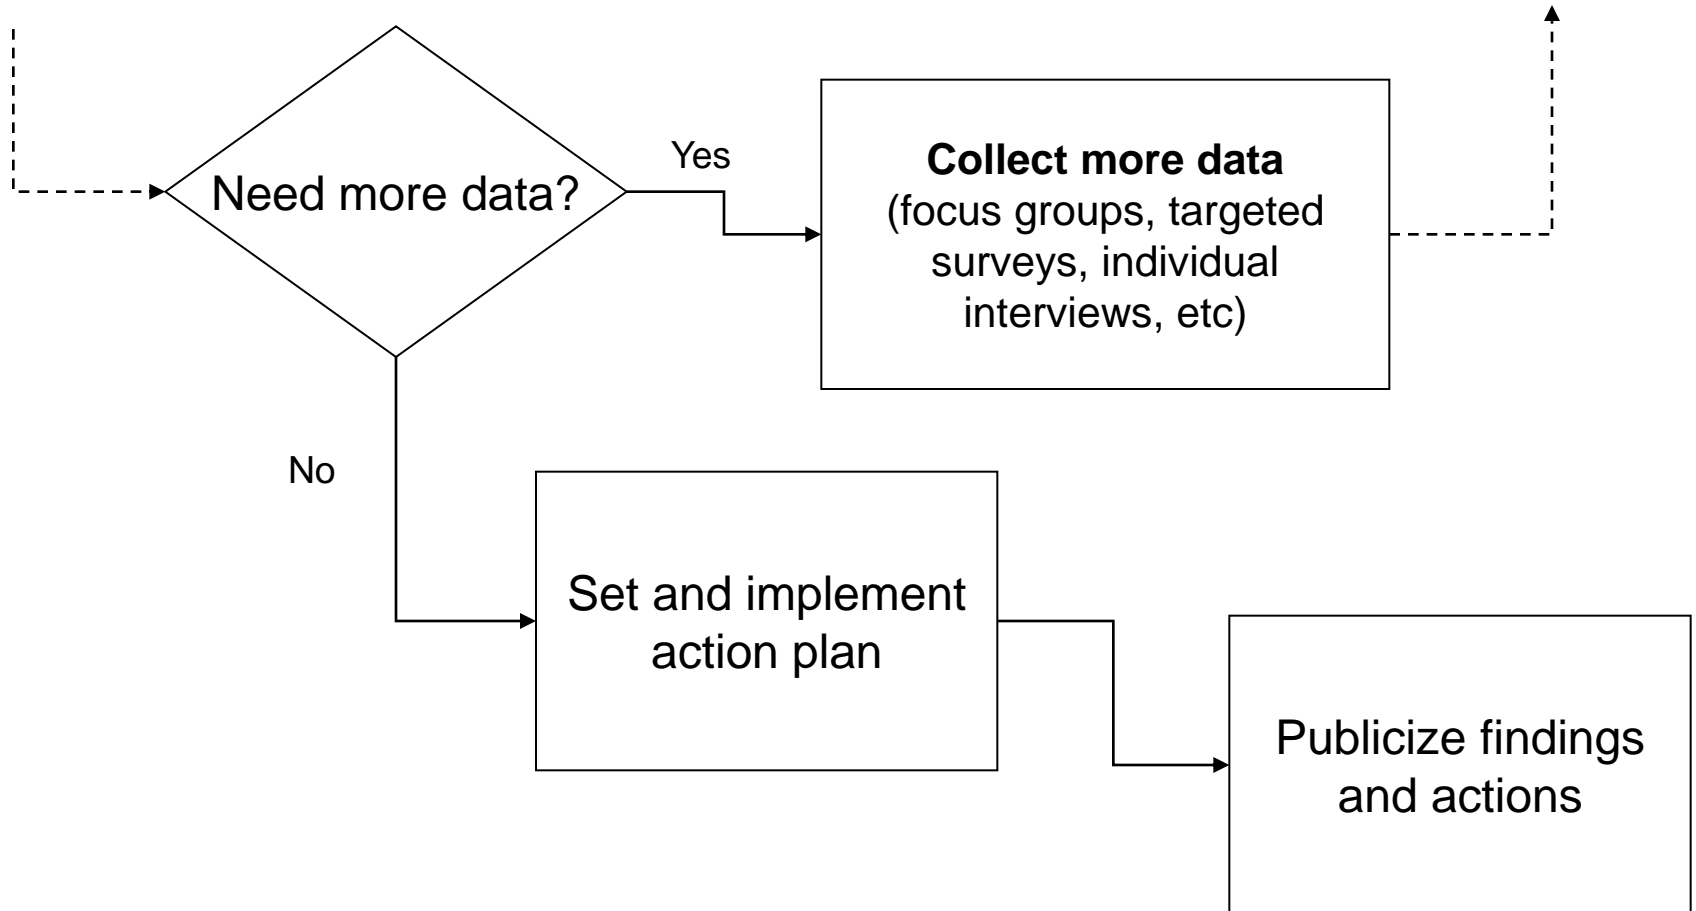 Need more data?
Yes
Collect more data
(focus groups, targeted
surveys, individual
interviews, etc)
No
Set and implement
action plan
Publicize findings
and actions